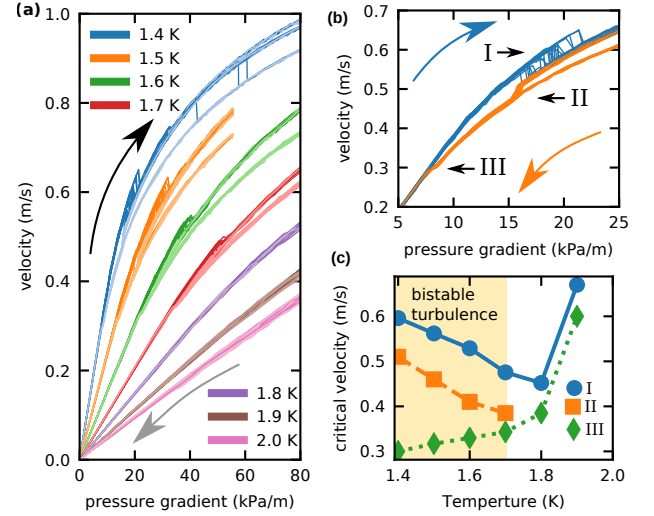 (a)
1.0
0.8
0.6
0.4
0.2
0.0
velocity (m/s)
1.4 K
1.5 K
1.6 K
1.7 K
1.8 K
1.9 K
2.0 K
0
20
40
60
80
pressure gradient (kPa/m)
(b)
0.7
0.6
0.5
0.4
0.3
0.2
velocity (m/s)
I
II
III
5
10
15
20
25
pressure gradient (kPa/m)
(c)
0.6
0.5
0.4
0.3
critical velocity (m/s)
bistable
turbulence
I
II
III
1.4
1.6
1.8
2.0
Temperture (K)